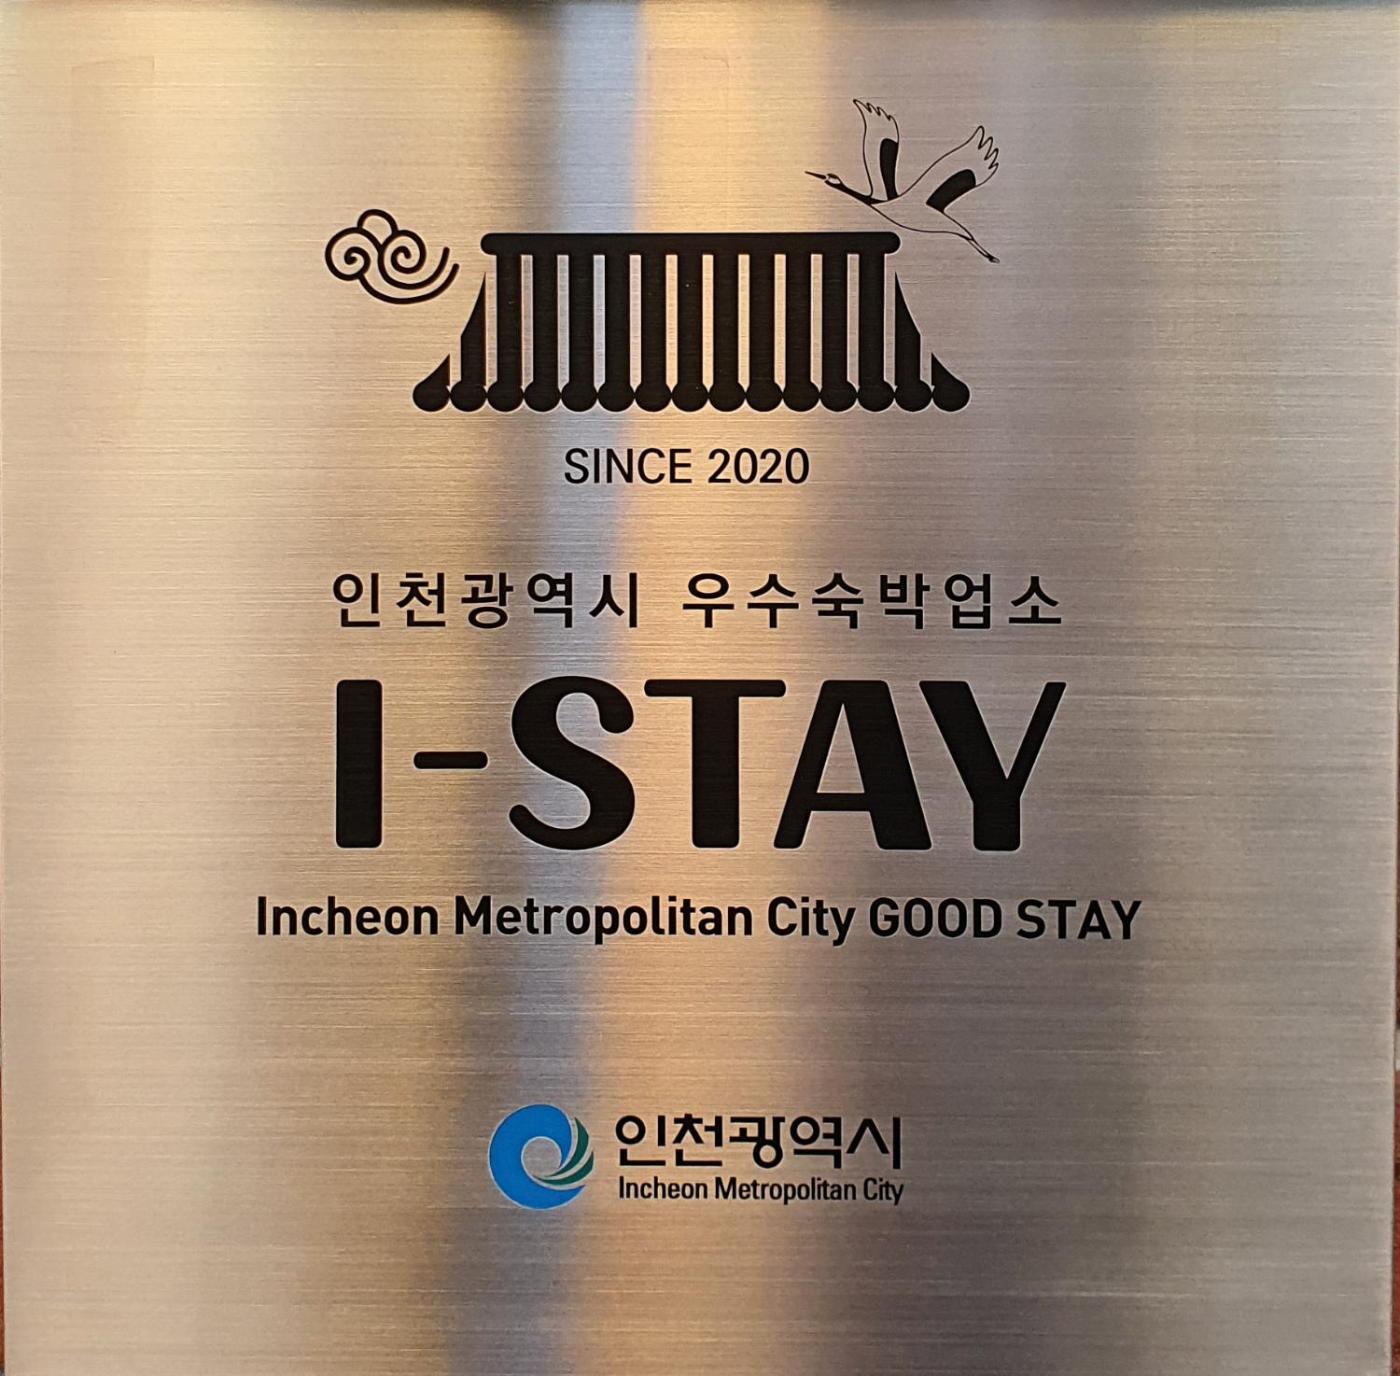 SINCE 2020
인천광역시 우수숙박업소
I-STAY
Incheon Metropolitan City GOOD STAY
인천광역시
Incheon Metropolitan City